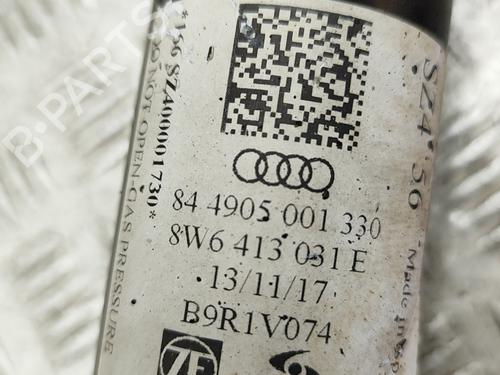 84 4905 001 330
8W6 413 031 E
13/11/17
B9R1V074
ZF
*156 SZ400001730*
DO NOT OPEN-GAS PRESSURE
SZ4 56
Made in
B-PARTS